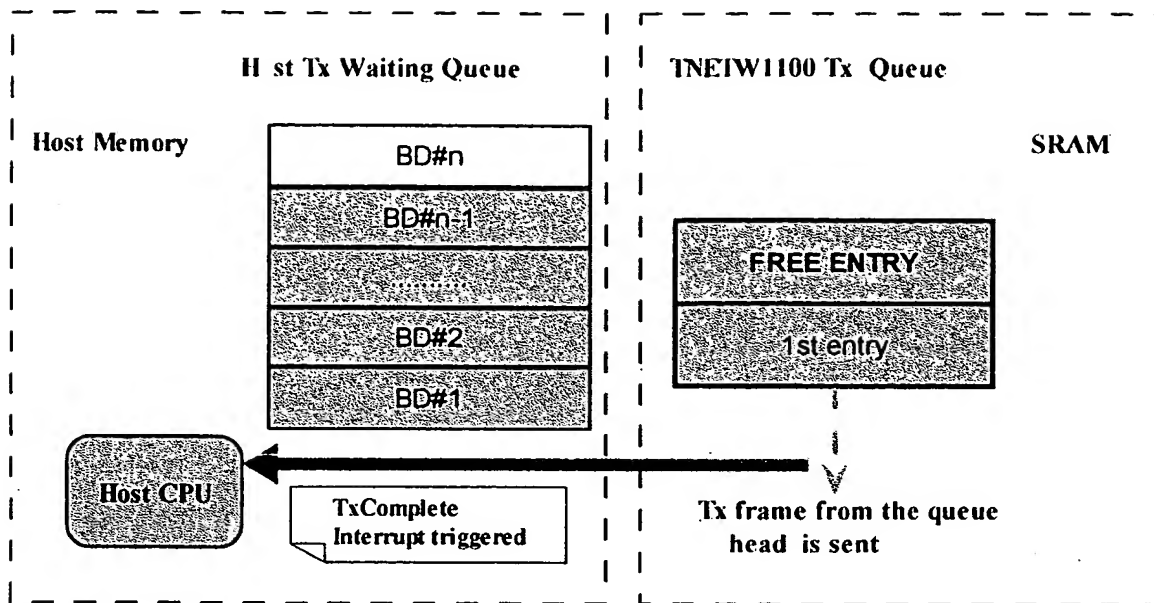 H st Tx Waiting Queue
TNETW1100 Tx Queue
Host Memory
SRAM
BD#n
BD#n-1
..........
BD#2
BD#1
FREE ENTRY
1st entry
Host CPU
TxComplete
Interrupt triggered
Tx frame from the queue
head is sent